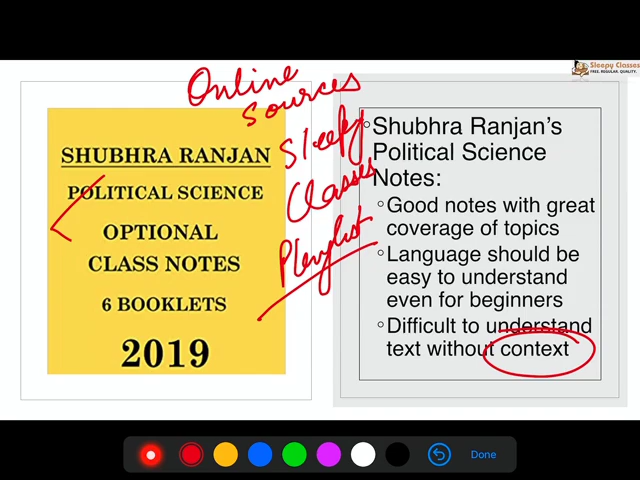 Sleepy Classes
FREE. REGULAR. QUALITY.
Online
Sources
Sleepy
Classes
Playlist
SHUBHRA RANJAN
POLITICAL SCIENCE
OPTIONAL
CLASS NOTES
6 BOOKLETS
2019
Shubhra Ranjan's
Political Science
Notes:
Good notes with great
coverage of topics
Language should be
easy to understand
even for beginners
Difficult to understand
text without context
Done